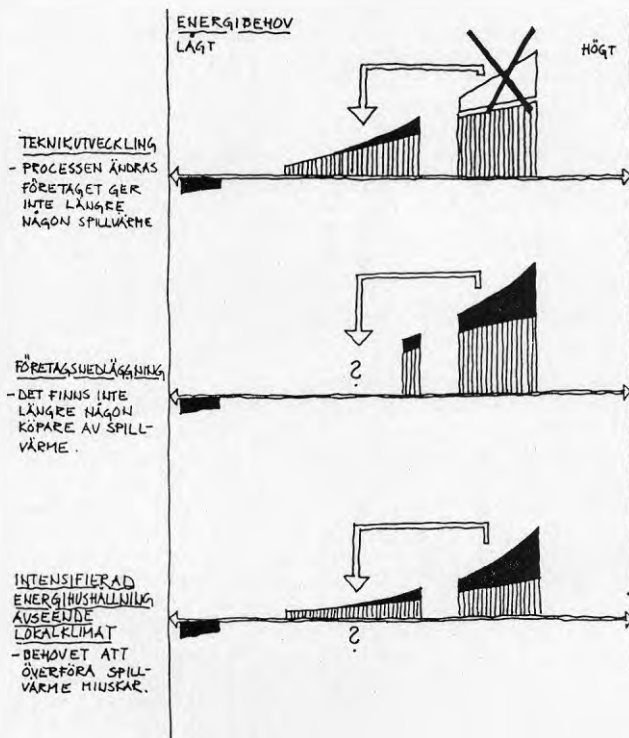 ENERGIBEHOV
LÅGT
HÖGT
TEKNIKUTVECKLING
- PROCESSEN ÄNDRAS
FÖRETAGET GER
INTE LÄNGRE
NÅGON SPILLVÄRME
?
FÖRETAGSNEDLÄGGNING
- DET FINNS INTE
LÄNGRE NÅGON
KÖPARE AV SPILL-
VÄRME.
?
INTENSIFIERAD
ENERGIHUSHÅLLNING
AVSEENDE
LOKALKLIMAT
- BEHOVET ATT
ÖVERFÖRA SPILL-
VÄRME MINSKAR.